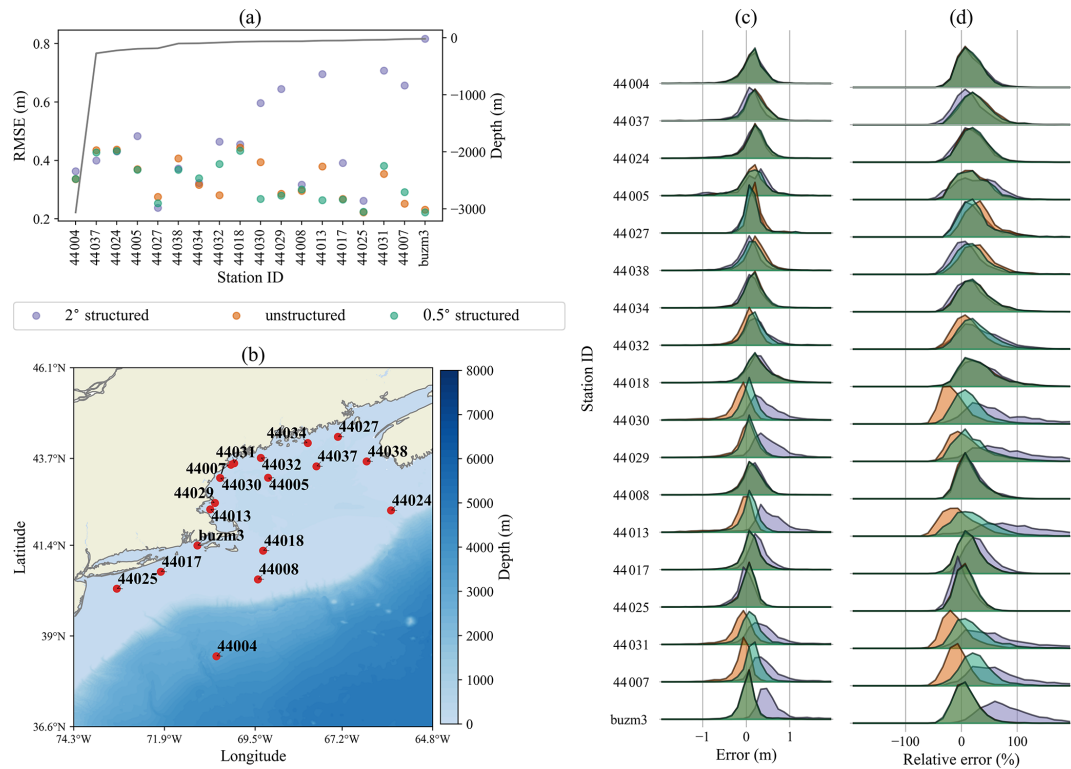 (a)
0.8
0.6
0.4
0.2
RMSE (m)
0
−1000
−2000
−3000
Depth (m)
44004
44037
44024
44005
44027
44038
44034
44032
44018
44030
44029
44008
44013
44017
44025
44031
44007
buzm3
Station ID
2° structured
unstructured
0.5° structured
(b)
46.1°N
43.7°N
41.4°N
39°N
36.6°N
Latitude
74.3°W
71.9°W
69.5°W
67.2°W
64.8°W
Longitude
44027
44034
44031
44038
44037
44032
44007
44030
44005
44029
44024
44013
buzm3
44018
44017
44008
44025
44004
8000
7000
6000
5000
4000
3000
2000
1000
0
Depth (m)
(c)
Station ID
44004
44037
44024
44005
44027
44038
44034
44032
44018
44030
44029
44008
44013
44017
44025
44031
44007
buzm3
−1
0
1
Error (m)
(d)
−100
0
100
Relative error (%)